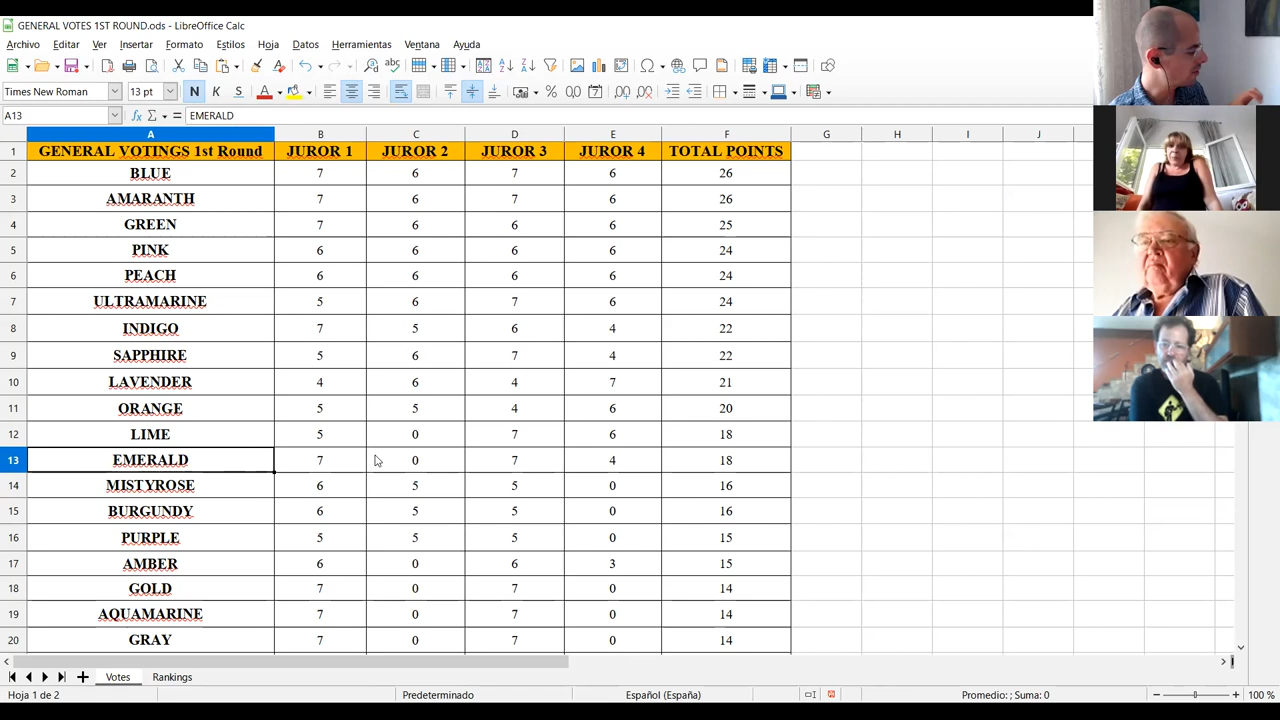 GENERAL VOTES 1ST ROUND.ods - LibreOffice Calc
Archivo Editar Ver Insertar Formato Estilos Hoja Datos Herramientas Ventana Ayuda
Times New Roman 13 pt N K S
A13 EMERALD
A B C D E F G H I J
1 GENERAL VOTINGS 1st Round JUROR 1 JUROR 2 JUROR 3 JUROR 4 TOTAL POINTS
2 BLUE 7 6 7 6 26
3 AMARANTH 7 6 7 6 26
4 GREEN 7 6 6 6 25
5 PINK 6 6 6 6 24
6 PEACH 6 6 6 6 24
7 ULTRAMARINE 5 6 7 6 24
8 INDIGO 7 5 6 4 22
9 SAPPHIRE 5 6 7 4 22
10 LAVENDER 4 6 4 7 21
11 ORANGE 5 5 4 6 20
12 LIME 5 0 7 6 18
13 EMERALD 7 0 7 4 18
14 MISTYROSE 6 5 5 0 16
15 BURGUNDY 6 5 5 0 16
16 PURPLE 5 5 5 0 15
17 AMBER 6 0 6 3 15
18 GOLD 7 0 7 0 14
19 AQUAMARINE 7 0 7 0 14
20 GRAY 7 0 7 0 14
Votes Rankings
Hoja 1 de 2 Predeterminado Español (España) Promedio: ; Suma: 0 100 %